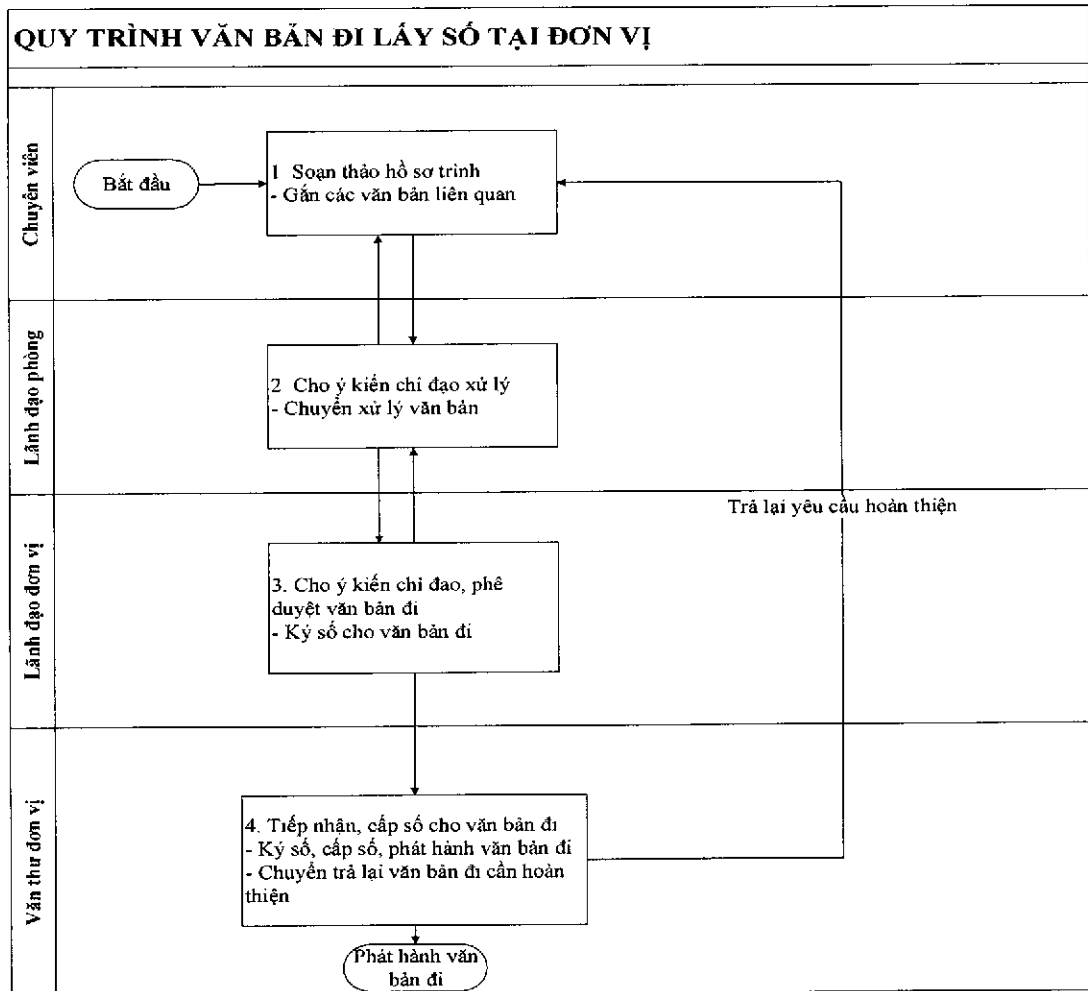 QUY TRÌNH VĂN BẢN ĐI LẤY SỐ TẠI ĐƠN VỊ
Chuyên viên
Bắt đầu
1 Soạn thảo hồ sơ trình
- Gắn các văn bản liên quan
Lãnh đạo phòng
2 Cho ý kiến chỉ đạo xử lý
- Chuyển xử lý văn bản
Trả lại yêu cầu hoàn thiện
Lãnh đạo đơn vị
3. Cho ý kiến chỉ đao, phê
duyệt văn bản đi
- Ký số cho văn bản đi
Văn thư đơn vị
4. Tiếp nhận, cấp số cho văn bản đi
- Ký số, cấp số, phát hành văn bản đi
- Chuyển trả lại văn bản đi cần hoàn
thiện
Phát hành văn
bản đi